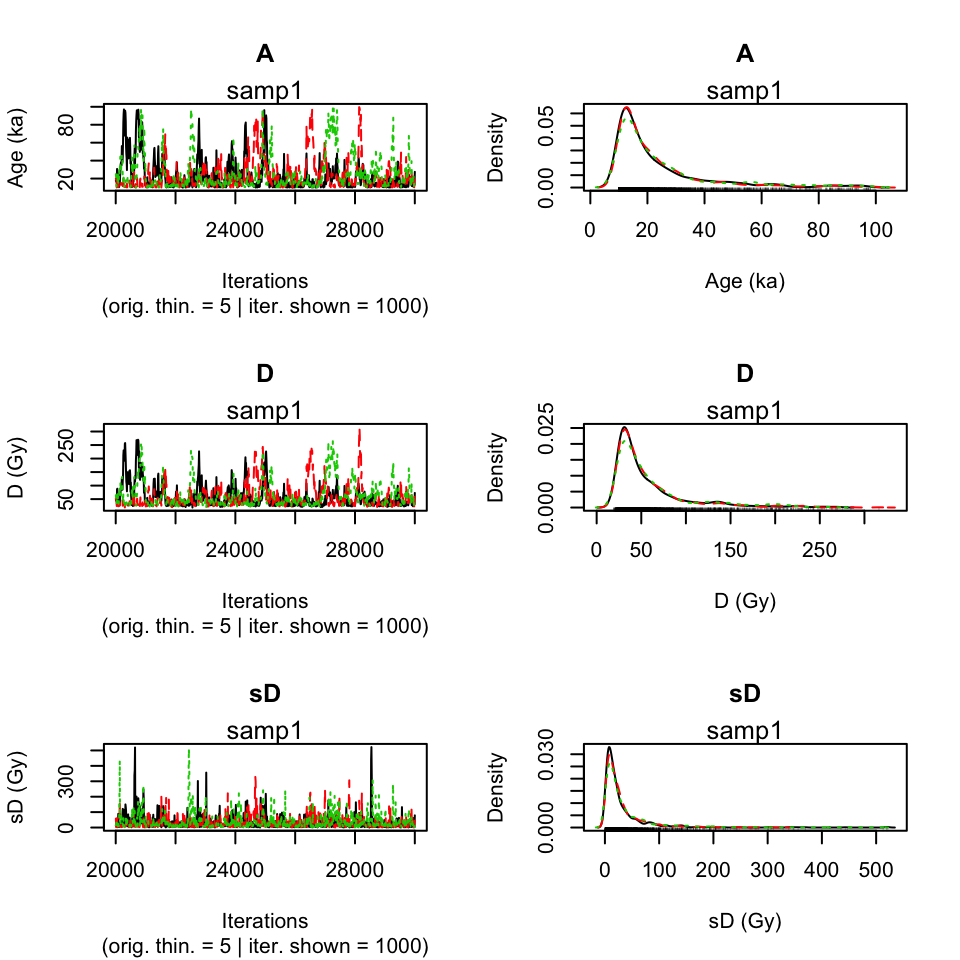 A
samp1
Age (ka)
80
20
20000 24000 28000
Iterations
(orig. thin. = 5 | iter. shown = 1000)
A
samp1
Density
0.05
0.00
0 20 40 60 80 100
Age (ka)
D
samp1
D (Gy)
250
50
20000 24000 28000
Iterations
(orig. thin. = 5 | iter. shown = 1000)
D
samp1
Density
0.025
0.000
0 50 150 250
D (Gy)
sD
samp1
sD (Gy)
300
0
20000 24000 28000
Iterations
(orig. thin. = 5 | iter. shown = 1000)
sD
samp1
Density
0.030
0.000
0 100 200 300 400 500
sD (Gy)